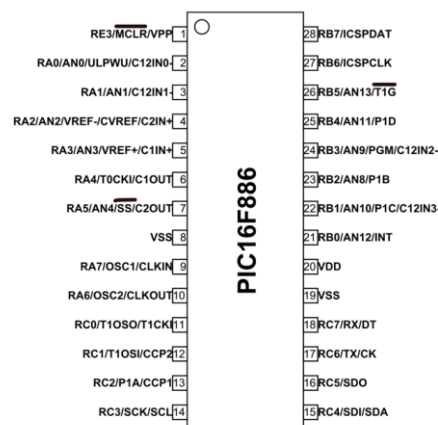 RE3/MCLR/VPP 1
RA0/AN0/ULPWU/C12IN0- 2
RA1/AN1/C12IN1- 3
RA2/AN2/VREF-/CVREF/C2IN+ 4
RA3/AN3/VREF+/C1IN+ 5
RA4/T0CKI/C1OUT 6
RA5/AN4/SS/C2OUT 7
VSS 8
RA7/OSC1/CLKIN 9
RA6/OSC2/CLKOUT 10
RC0/T1OSO/T1CKI 11
RC1/T1OSI/CCP2 12
RC2/P1A/CCP1 13
RC3/SCK/SCL 14
PIC16F886
28 RB7/ICSPDAT
27 RB6/ICSPCLK
26 RB5/AN13/T1G
25 RB4/AN11/P1D
24 RB3/AN9/PGM/C12IN2-
23 RB2/AN8/P1B
22 RB1/AN10/P1C/C12IN3-
21 RB0/AN12/INT
20 VDD
19 VSS
18 RC7/RX/DT
17 RC6/TX/CK
16 RC5/SDO
15 RC4/SDI/SDA